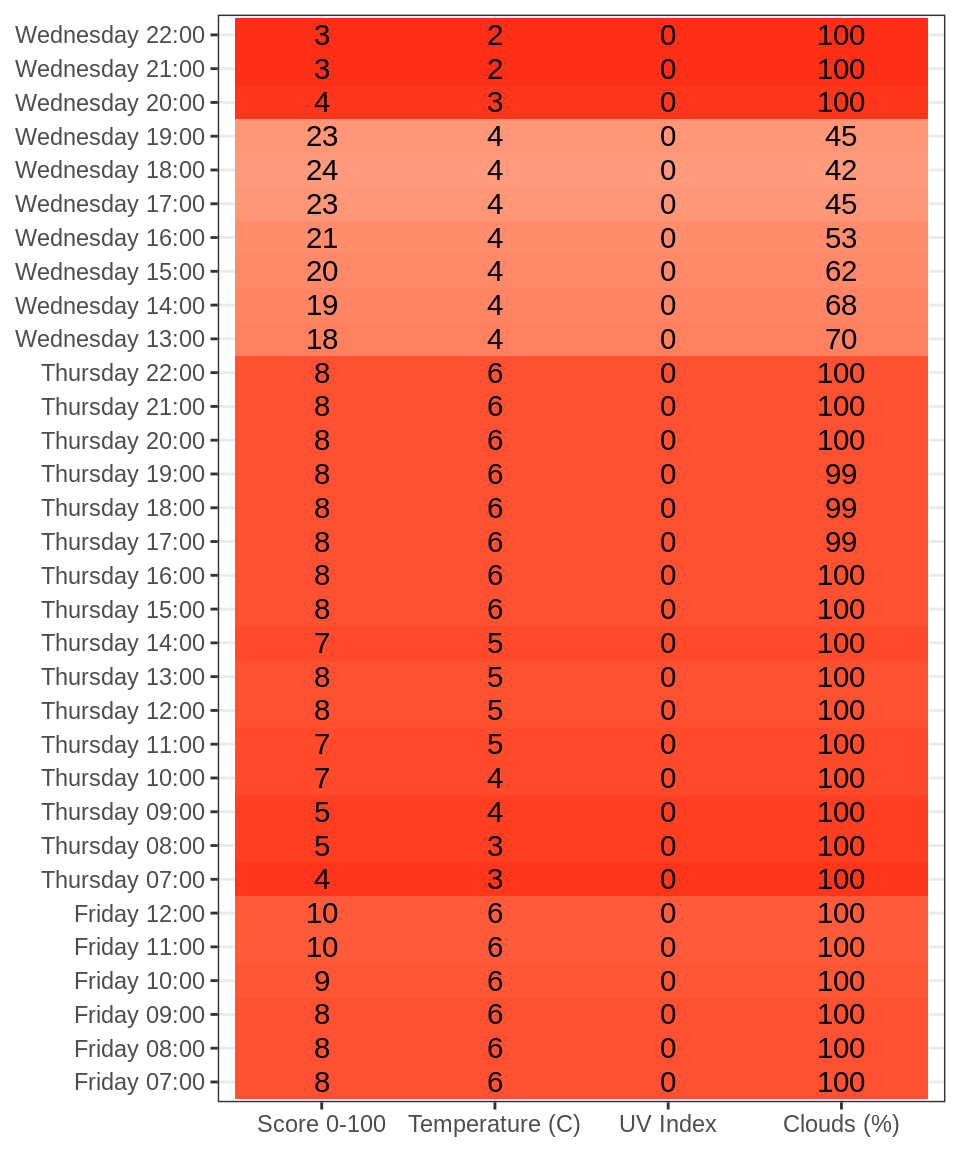 Wednesday 22:00 3 2 0 100
Wednesday 21:00 3 2 0 100
Wednesday 20:00 4 3 0 100
Wednesday 19:00 23 4 0 45
Wednesday 18:00 24 4 0 42
Wednesday 17:00 23 4 0 45
Wednesday 16:00 21 4 0 53
Wednesday 15:00 20 4 0 62
Wednesday 14:00 19 4 0 68
Wednesday 13:00 18 4 0 70
Thursday 22:00 8 6 0 100
Thursday 21:00 8 6 0 100
Thursday 20:00 8 6 0 100
Thursday 19:00 8 6 0 99
Thursday 18:00 8 6 0 99
Thursday 17:00 8 6 0 99
Thursday 16:00 8 6 0 100
Thursday 15:00 8 6 0 100
Thursday 14:00 7 5 0 100
Thursday 13:00 8 5 0 100
Thursday 12:00 8 5 0 100
Thursday 11:00 7 5 0 100
Thursday 10:00 7 4 0 100
Thursday 09:00 5 4 0 100
Thursday 08:00 5 3 0 100
Thursday 07:00 4 3 0 100
Friday 12:00 10 6 0 100
Friday 11:00 10 6 0 100
Friday 10:00 9 6 0 100
Friday 09:00 8 6 0 100
Friday 08:00 8 6 0 100
Friday 07:00 8 6 0 100
Score 0-100 Temperature (C) UV Index Clouds (%)